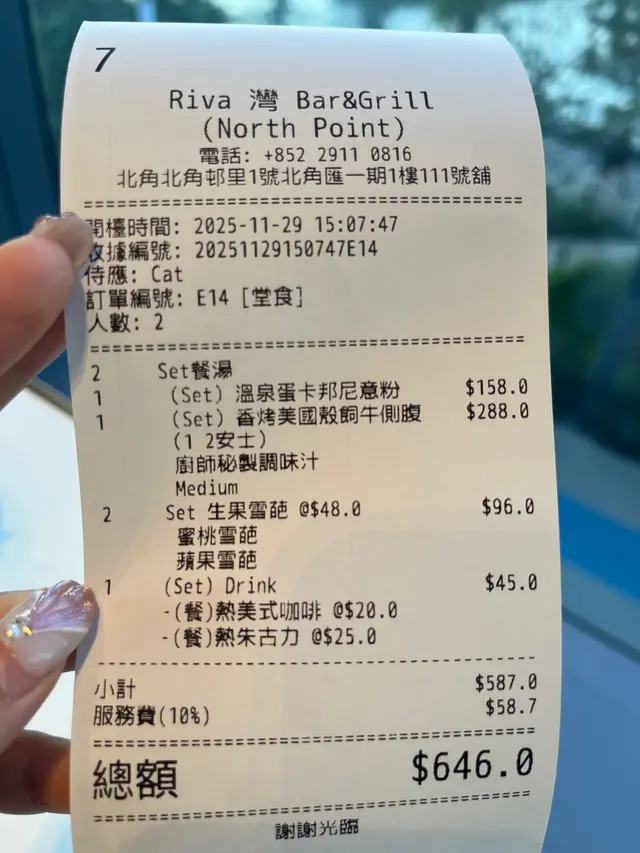 7
Riva 灣 Bar&Grill
(North Point)
電話: +852 2911 0816
北角北角邨里1號北角匯一期1樓111號舖
開檯時間: 2025-11-29 15:07:47
收據編號: 20251129150747E14
侍應: Cat
訂單編號: E14 [堂食]
人數: 2
2 Set餐湯
1 (Set) 溫泉蛋卡邦尼意粉 $158.0
1 (Set) 香烤美國殼飼牛側腹 $288.0
(1 2安士)
廚師秘製調味汁
Medium
2 Set 生果雪葩 @$48.0 $96.0
蜜桃雪葩
蘋果雪葩
1 (Set) Drink $45.0
-(餐)熱美式咖啡 @$20.0
-(餐)熱朱古力 @$25.0
小計 $587.0
服務費(10%) $58.7
總額 $646.0
謝謝光臨